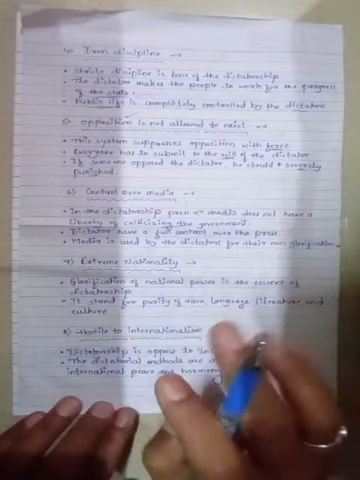 4) Iron discipline →
• Stricte discipline is base of the dictatorship
• The dictator makes the people to work for the progress
of the state.
• Public life is completely controlled by the dictators
5) Opposition is not allowed to exist →
• This system suppresses opposition with force
• Everyone has to submit to the will of the dictator
• If someone opposed the dictator, he should severely
punished
6) Control over media →
• In the dictatorship press & media does not have a
liberty of criticizing the government.
• Dictator have a full control over the press
• Media is used by the dictators for their own glorification
7) Extreme Nationality →
• Glorification of national power is the essence of
dictatorship
• It stand for purity of race, language literature and
culture
8) Hostile to internationalism
• Dictatorship is oppose to
• The dictatorial methods are
international peace and harmony